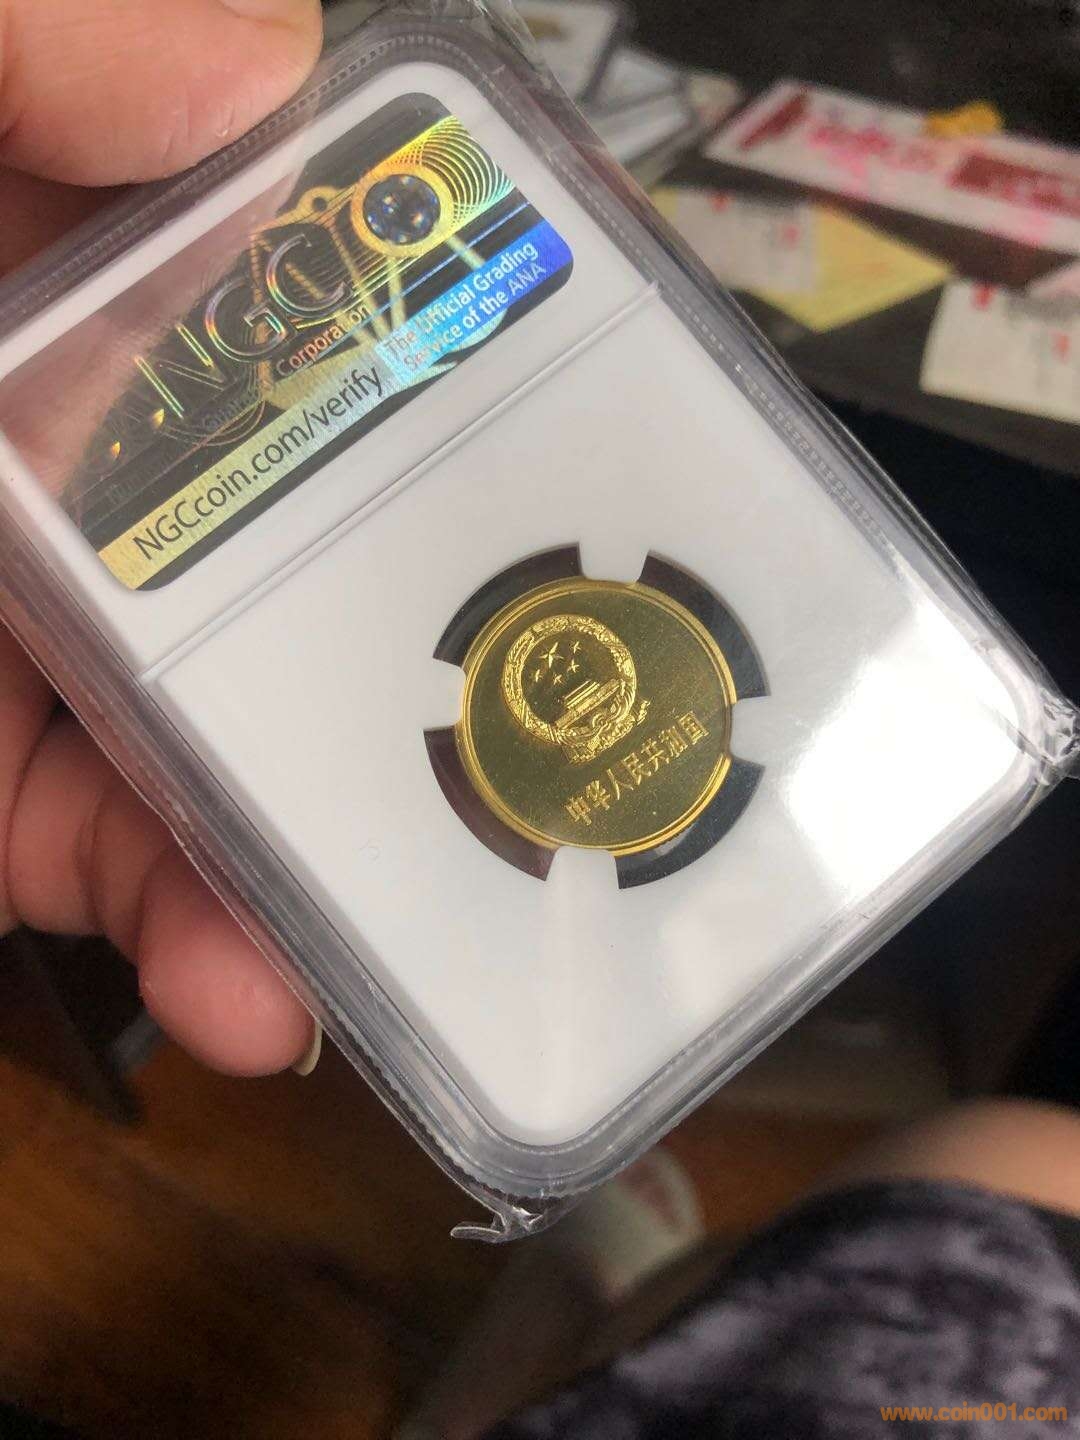 NGC
Corporation
The Official Grading
Service of the ANA
NGCcoin.com/verify
中华人民共和国
www.coin001.com